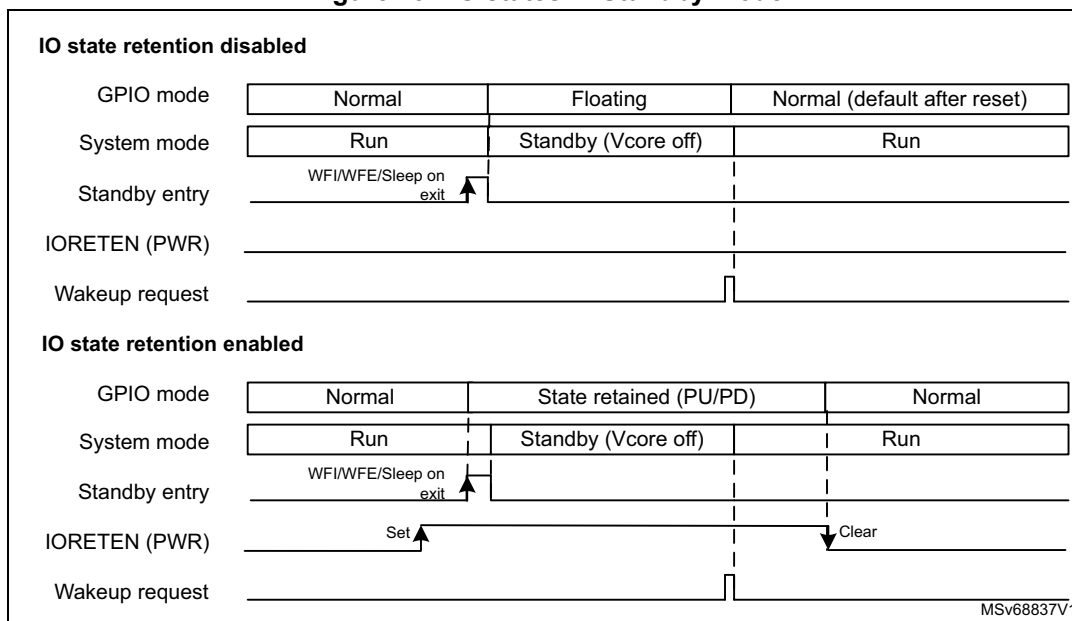 IO state retention disabled
GPIO mode Normal Floating Normal (default after reset)
System mode Run Standby (Vcore off) Run
WFI/WFE/Sleep on
Standby entry exit
IORETEN (PWR)
Wakeup request
IO state retention enabled
GPIO mode Normal State retained (PU/PD) Normal
System mode Run Standby (Vcore off) Run
WFI/WFE/Sleep on
Standby entry exit
IORETEN (PWR) Set Clear
Wakeup request
MSv68837V1